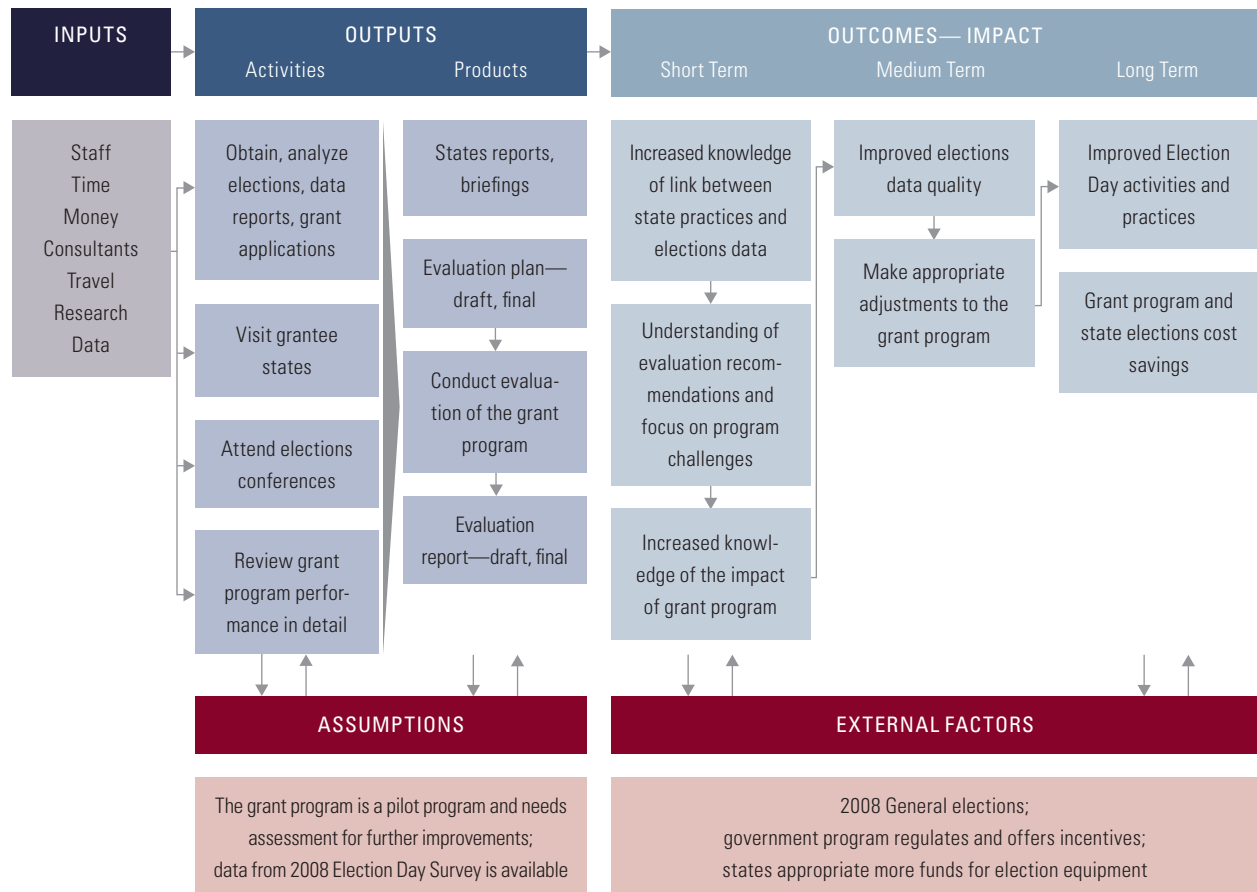 INPUTS
OUTPUTS
Activities
Products
OUTCOMES— IMPACT
Short Term
Medium Term
Long Term
Staff
Time
Money
Consultants
Travel
Research
Data
Obtain, analyze
elections, data
reports, grant
applications
Visit grantee
states
Attend elections
conferences
Review grant
program perfor-
mance in detail
States reports,
briefings
Evaluation plan—
draft, final
Conduct evalua-
tion of the grant
program
Evaluation
report—draft, final
Increased knowledge
of link between
state practices and
elections data
Understanding of
evaluation recom-
mendations and
focus on program
challenges
Increased knowl-
edge of the impact
of grant program
Improved elections
data quality
Make appropriate
adjustments to the
grant program
Improved Election
Day activities and
practices
Grant program and
state elections cost
savings
ASSUMPTIONS
The grant program is a pilot program and needs
assessment for further improvements;
data from 2008 Election Day Survey is available
EXTERNAL FACTORS
2008 General elections;
government program regulates and offers incentives;
states appropriate more funds for election equipment